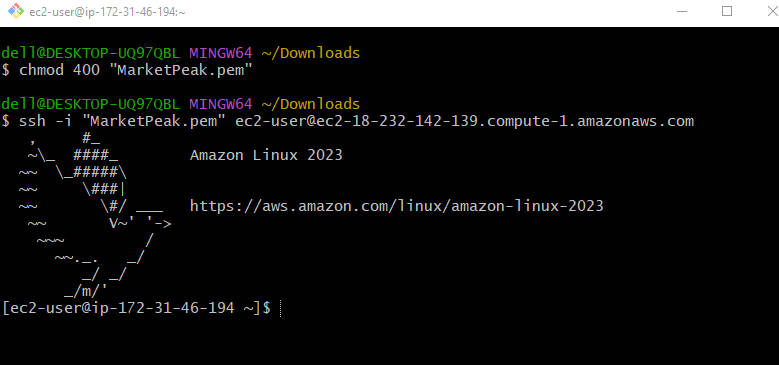 ec2-user@ip-172-31-46-194:~
dell@DESKTOP-UQ97QBL MINGW64 ~/Downloads
$ chmod 400 "MarketPeak.pem"
dell@DESKTOP-UQ97QBL MINGW64 ~/Downloads
$ ssh -i "MarketPeak.pem" ec2-user@ec2-18-232-142-139.compute-1.amazonaws.com
   ,     #_
   ~\_  ####_        Amazon Linux 2023
  ~~  \_#####\
  ~~     \###|
  ~~       \#/ ___   https://aws.amazon.com/linux/amazon-linux-2023
   ~~       V~' '->
    ~~~         /
      ~~._.   _/
         _/ _/
       _/m/'
[ec2-user@ip-172-31-46-194 ~]$